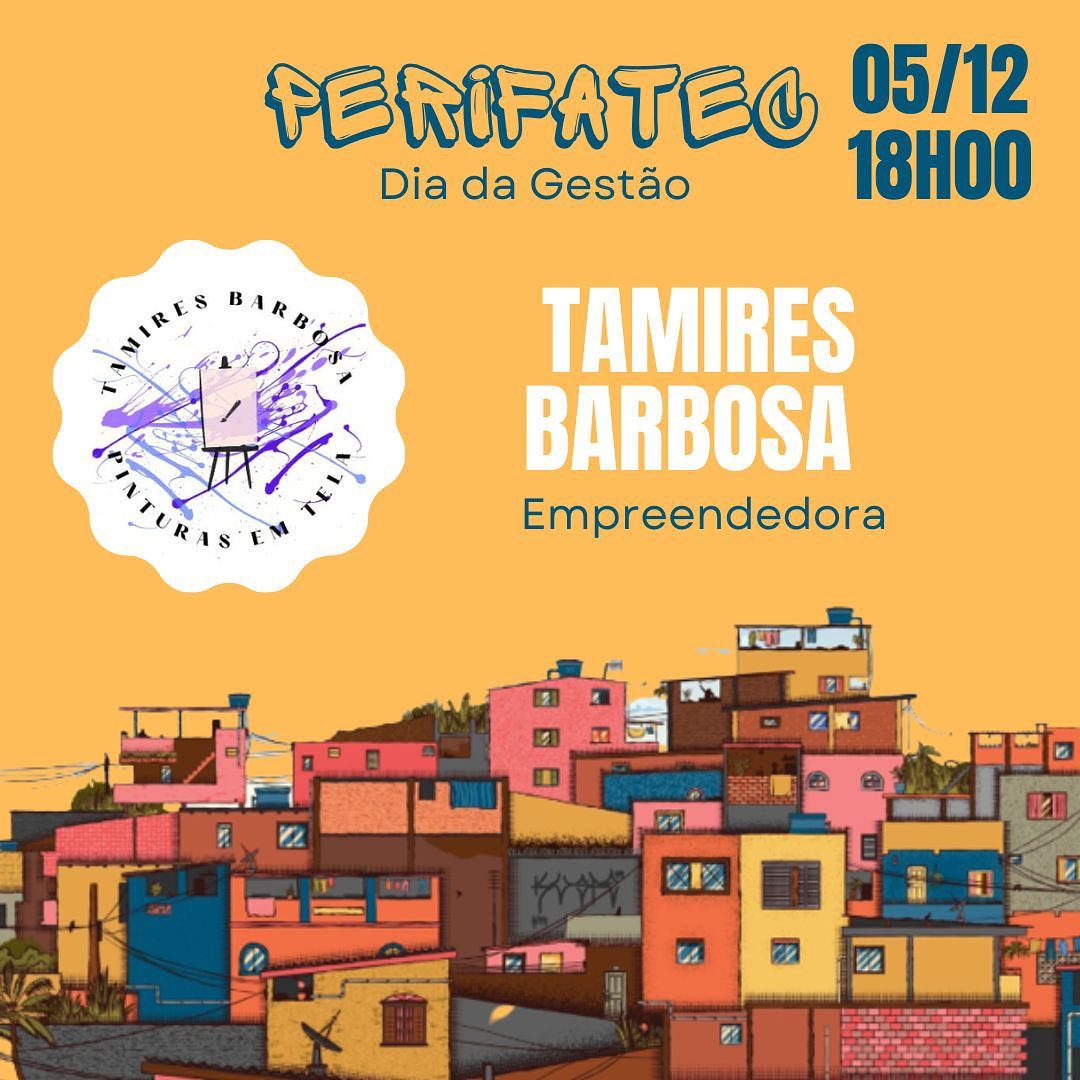 PERIFATEC
Dia da Gestão
05/12
18H00
TAMIRES BARBOSA
PINTURAS EM TELA
TAMIRES
BARBOSA
Empreendedora